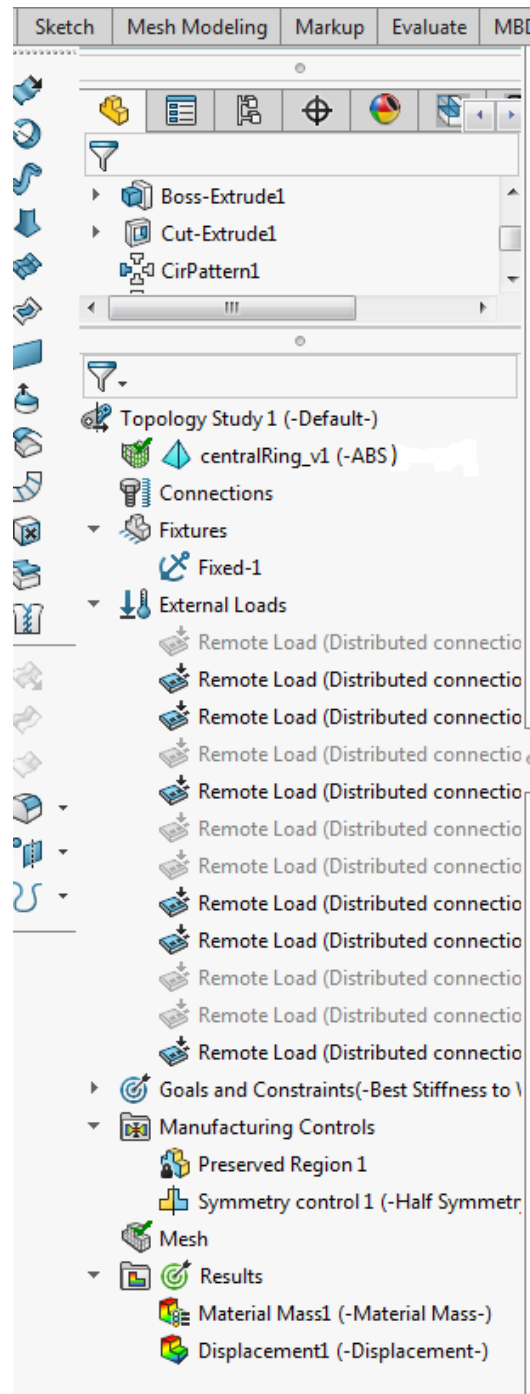 Sketch Mesh Modeling Markup Evaluate MBD
Boss-Extrude1
Cut-Extrude1
CirPattern1
Topology Study 1 (-Default-)
centralRing_v1 (-ABS)
Connections
Fixtures
Fixed-1
External Loads
Remote Load (Distributed connectio
Remote Load (Distributed connectio
Remote Load (Distributed connectio
Remote Load (Distributed connectio
Remote Load (Distributed connectio
Remote Load (Distributed connectio
Remote Load (Distributed connectio
Remote Load (Distributed connectio
Remote Load (Distributed connectio
Remote Load (Distributed connectio
Remote Load (Distributed connectio
Remote Load (Distributed connectio
Goals and Constraints(-Best Stiffness to
Manufacturing Controls
Preserved Region 1
Symmetry control 1 (-Half Symmetr
Mesh
Results
Material Mass1 (-Material Mass-)
Displacement1 (-Displacement-)